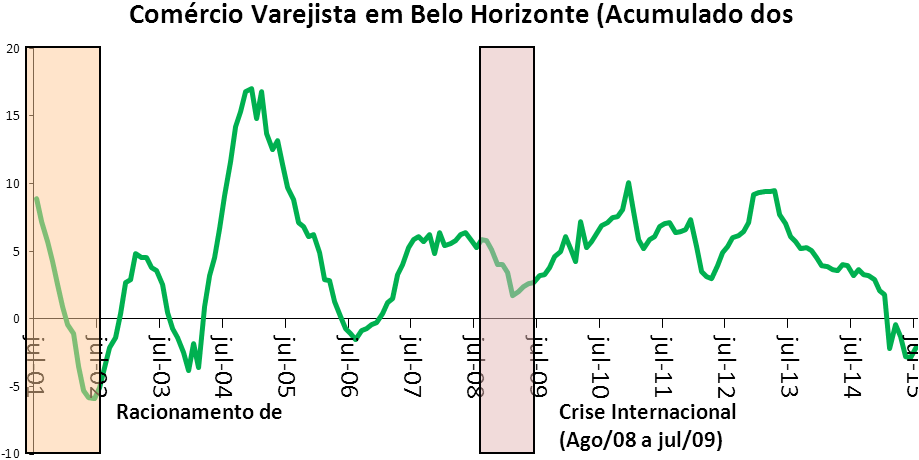 Comércio Varejista em Belo Horizonte (Acumulado dos
20
15
10
5
0
-5
-10
jul-01
jul-02
jul-03
jul-04
jul-05
jul-06
jul-07
jul-08
jul-09
jul-10
jul-11
jul-12
jul-13
jul-14
jul-15
Racionamento de
Crise Internacional
(Ago/08 a jul/09)